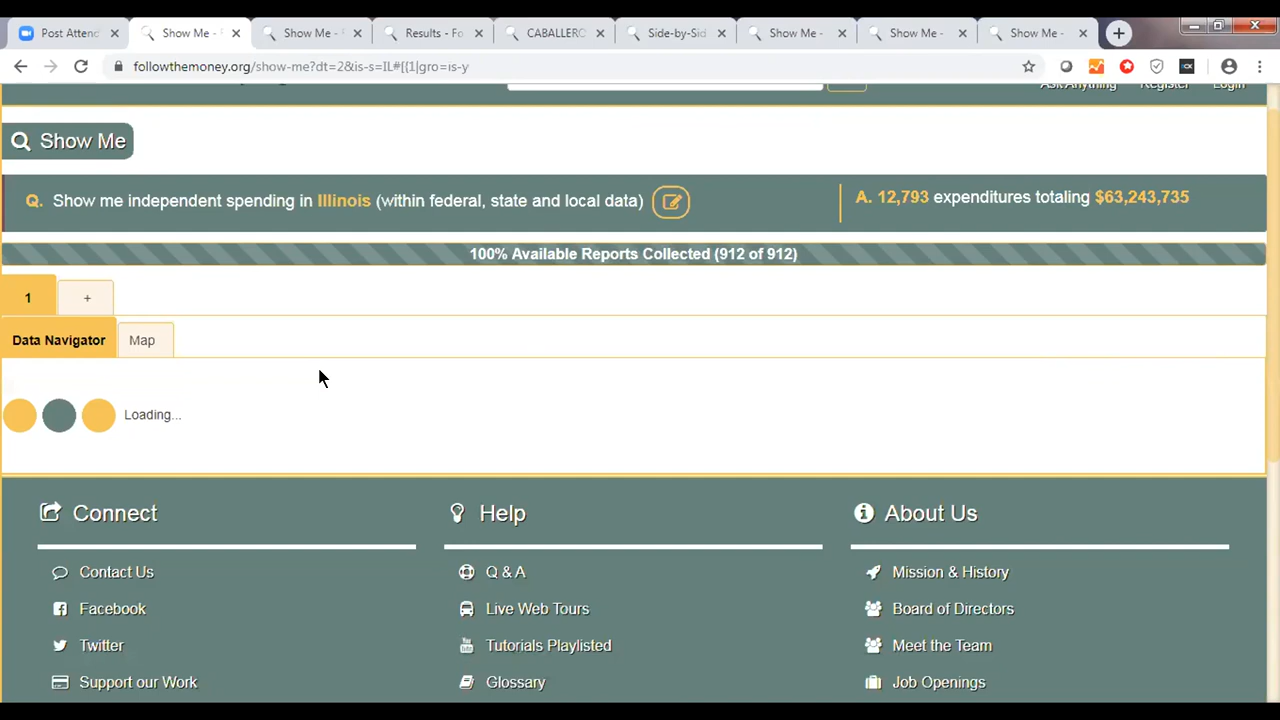 Post Attend
Show Me -
Show Me -
Results - Fo
KLERC
Side-by-Sid
Show Me -
Show Me -
Show Me -
followthemoney.org/show-me?dt=2&is-s=IL#[{1|gro=is-y
Ask Anything
Register
Login
Show Me
Q. Show me independent spending in Illinois (within federal, state and local data)
A. 12,793 expenditures totaling $63,243,735
100% Available Reports Collected (912 of 912)
1
+
Data Navigator
Map
Loading...
Connect
Contact Us
Facebook
Twitter
Support our Work
Help
Q & A
Live Web Tours
Tutorials Playlisted
Glossary
About Us
Mission & History
Board of Directors
Meet the Team
Job Openings